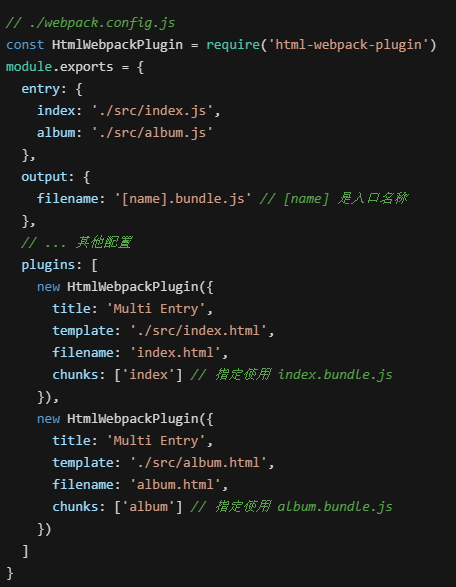 // ./webpack.config.js
const HtmlWebpackPlugin = require('html-webpack-plugin')
module.exports = {
  entry: {
    index: './src/index.js',
    album: './src/album.js'
  },
  output: {
    filename: '[name].bundle.js' // [name] 是入口名称
  },
  // ... 其他配置
  plugins: [
    new HtmlWebpackPlugin({
      title: 'Multi Entry',
      template: './src/index.html',
      filename: 'index.html',
      chunks: ['index'] // 指定使用 index.bundle.js
    }),
    new HtmlWebpackPlugin({
      title: 'Multi Entry',
      template: './src/album.html',
      filename: 'album.html',
      chunks: ['album'] // 指定使用 album.bundle.js
    })
  ]
}